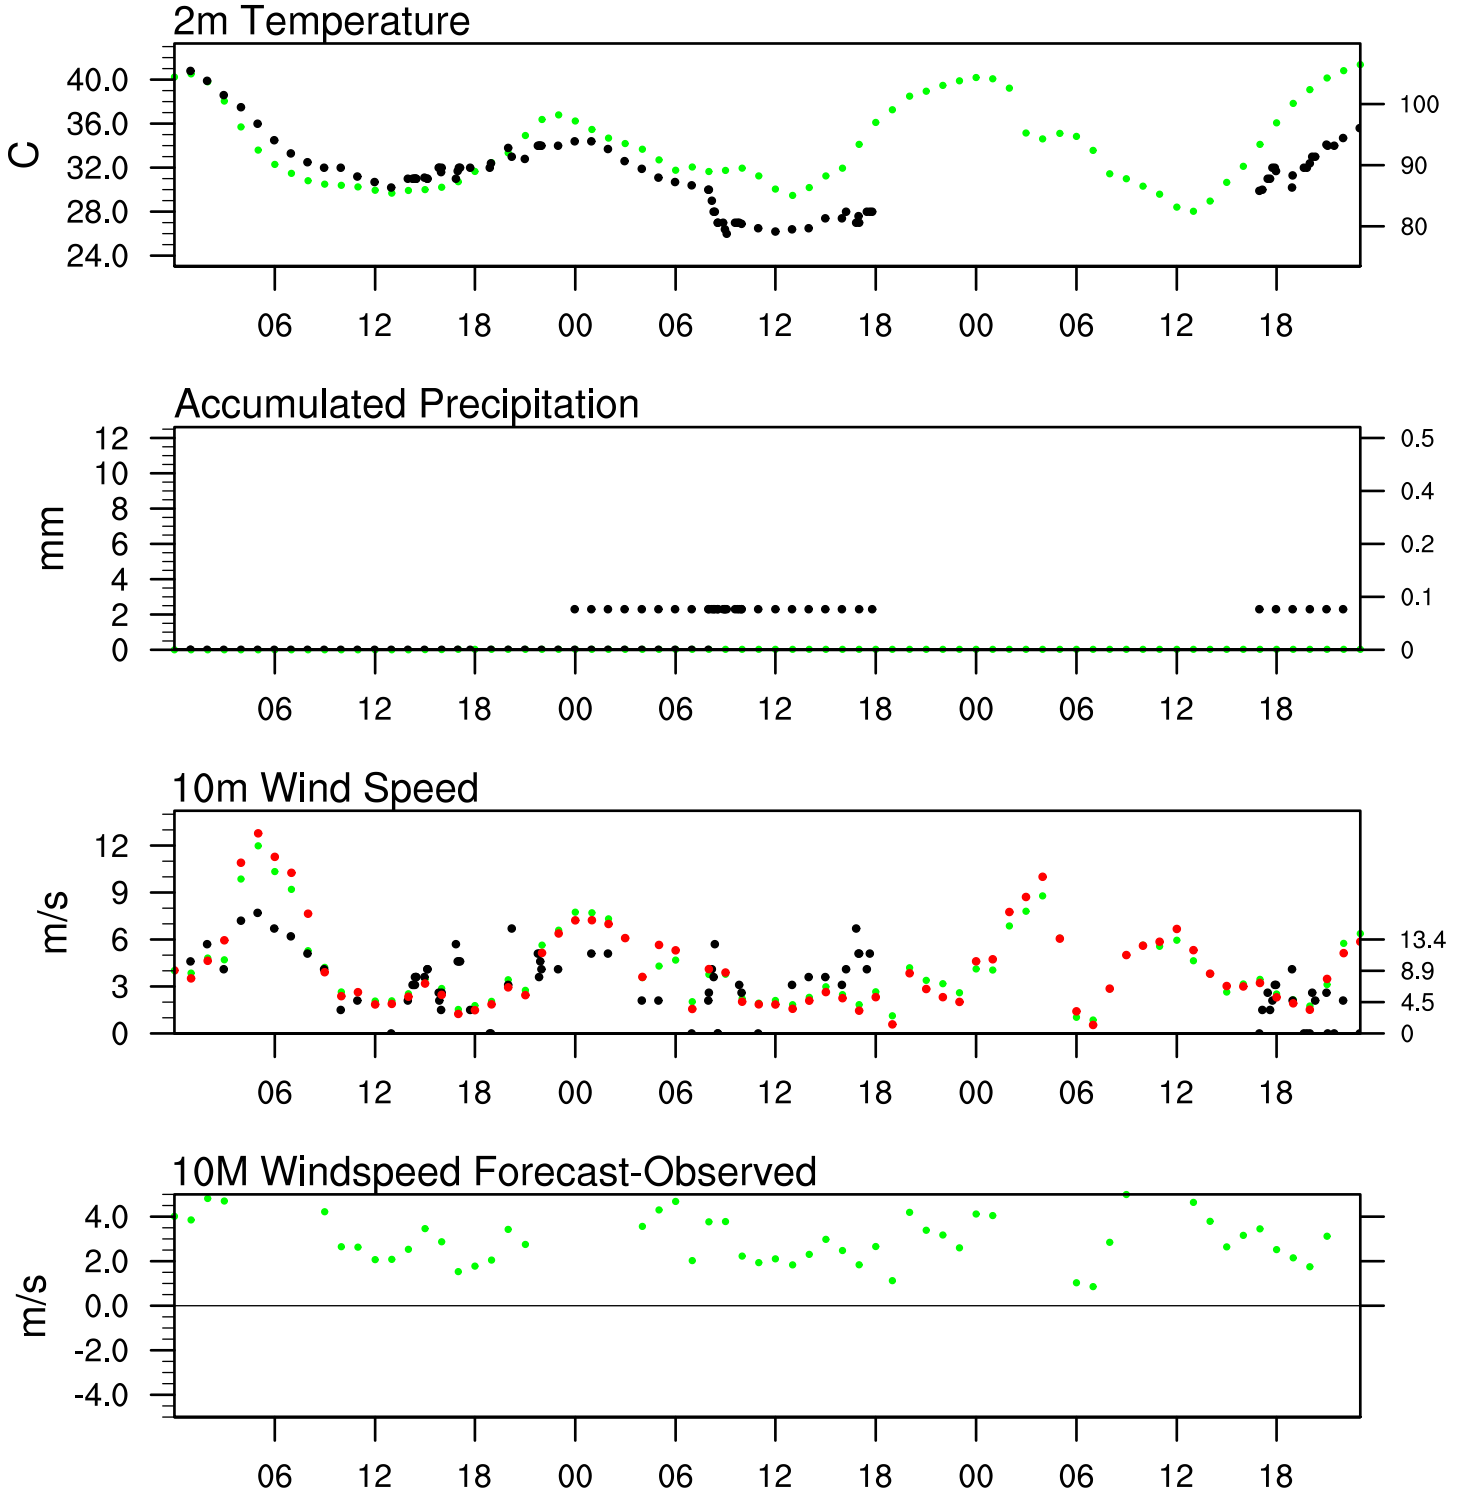 2m Temperature
40.0
36.0
32.0
28.0
24.0
C
100
90
80
06 12 18 00 06 12 18 00 06 12 18
Accumulated Precipitation
12
10
8
6
4
2
0
mm
0.5
0.4
0.2
0.1
0
06 12 18 00 06 12 18 00 06 12 18
10m Wind Speed
12
9
6
3
0
m/s
13.4
8.9
4.5
0
06 12 18 00 06 12 18 00 06 12 18
10M Windspeed Forecast-Observed
4.0
2.0
0.0
-2.0
-4.0
m/s
06 12 18 00 06 12 18 00 06 12 18